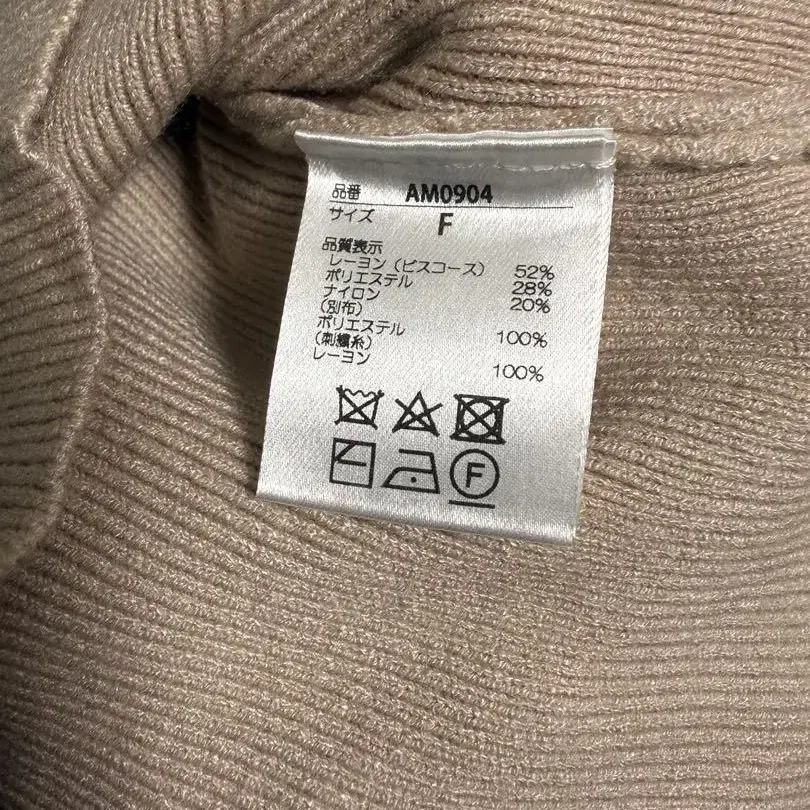 品番 AM0904
サイズ F
品質表示
レーヨン（ビスコース） 52%
ポリエステル 28%
ナイロン 20%
（別布）
ポリエステル 100%
（刺繍糸）
レーヨン 100%
F